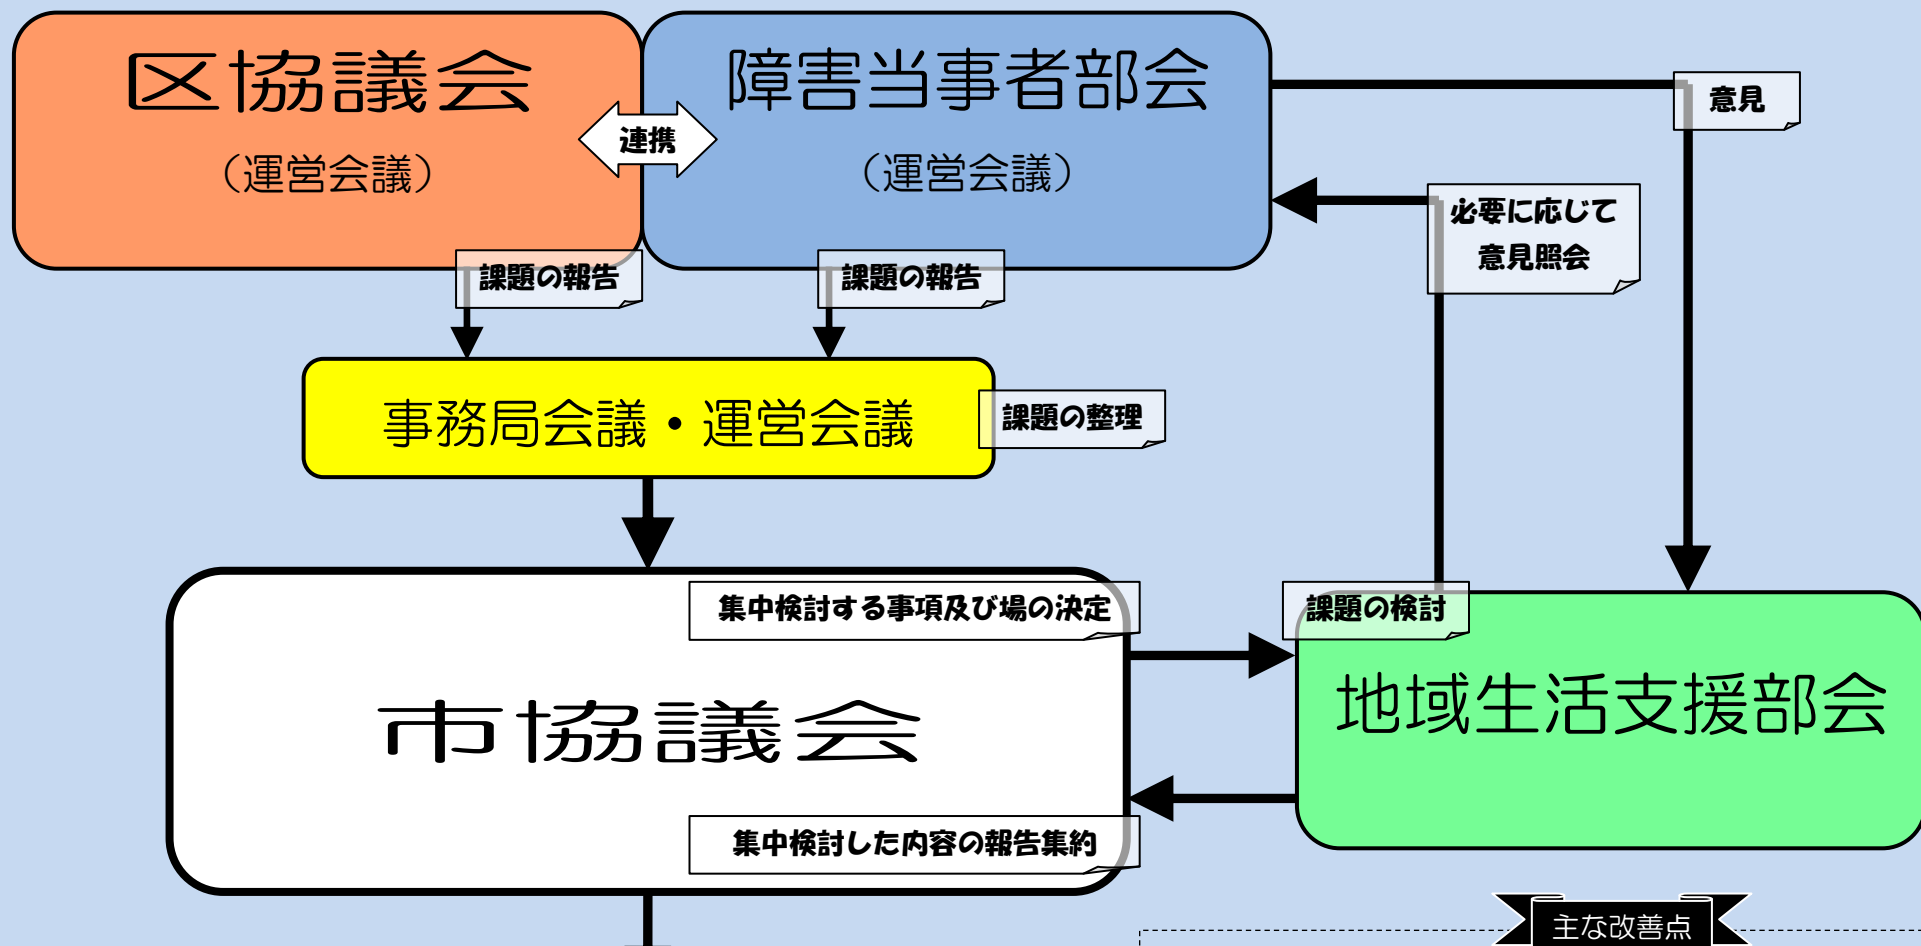 区協議会
（運営会議）
連携
障害当事者部会
（運営会議）
意見
必要に応じて
意見照会
課題の報告
課題の報告
事務局会議・運営会議
課題の整理
集中検討する事項及び場の決定
課題の検討
市協議会
地域生活支援部会
集中検討した内容の報告集約
主な改善点